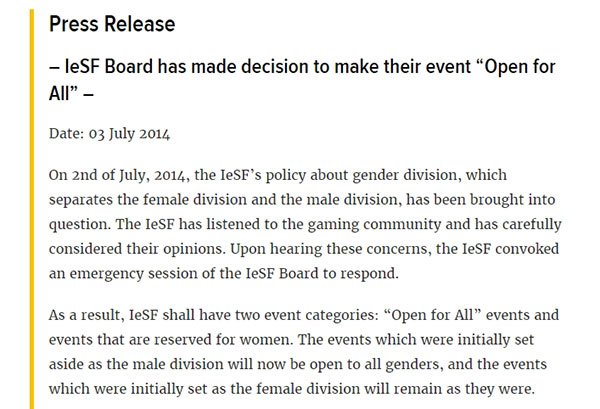 Press Release
– IeSF Board has made decision to make their event “Open for
All” –
Date: 03 July 2014
On 2nd of July, 2014, the IeSF’s policy about gender division, which
separates the female division and the male division, has been brought into
question. The IeSF has listened to the gaming community and has carefully
considered their opinions. Upon hearing these concerns, the IeSF convoked
an emergency session of the IeSF Board to respond.
As a result, IeSF shall have two event categories: “Open for All” events and
events that are reserved for women. The events which were initially set
aside as the male division will now be open to all genders, and the events
which were initially set as the female division will remain as they were.